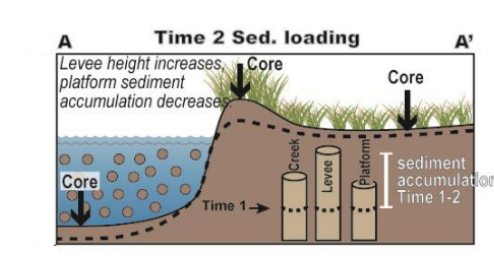 A
Time 2 Sed. loading
A'
Levee height increases,
platform sediment
accumulation decreases
Core
Core
Core
Creek
Levee
Platform
sediment
accumulation
Time 1-2
Time 1